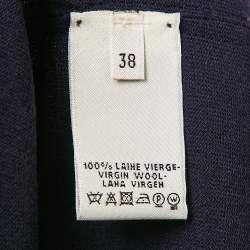 38
100% LAINE VIERGE-
VIRGIN WOOL-
LANA VIRGEN